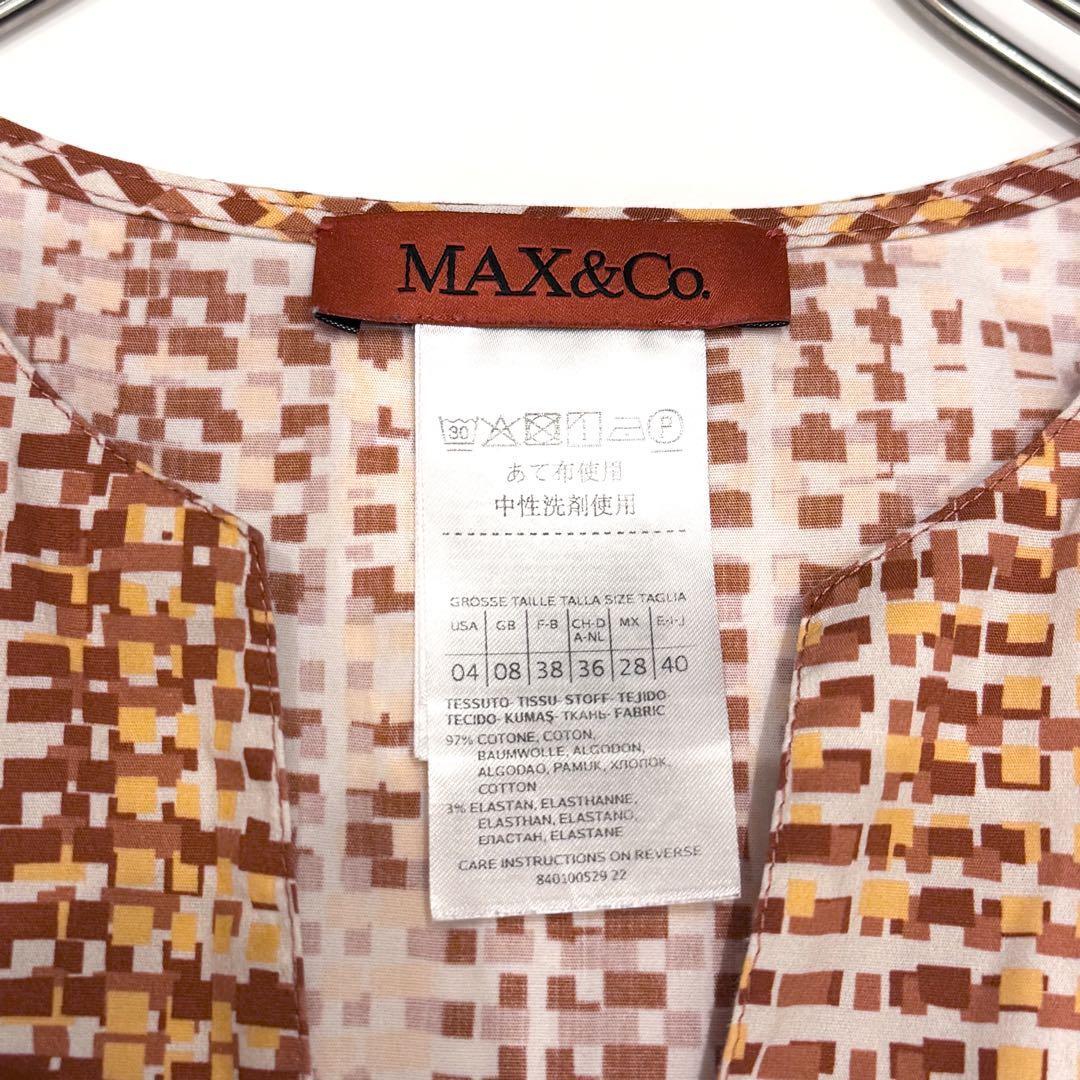 MAX&Co.
30 P
あて布使用
中性洗剤使用
GROSSE TAILLE TALLA SIZE TAGLIA
USA GB F-B CH-D A-NL MX E-I-J
04 08 38 36 28 40
TESSUTO- TISSU- STOFF- TEJIDO-
TECIDO- KUMAŞ- ТКАНЬ- FABRIC
97% COTONE, COTON,
BAUMWOLLE, ALGODON,
ALGODAO, PAMUK, ХЛОПОК,
COTTON
3% ELASTAN, ELASTHANNE,
ELASTHAN, ELASTANO,
ЕЛАСТАН, ELASTANE
CARE INSTRUCTIONS ON REVERSE
840100529 22